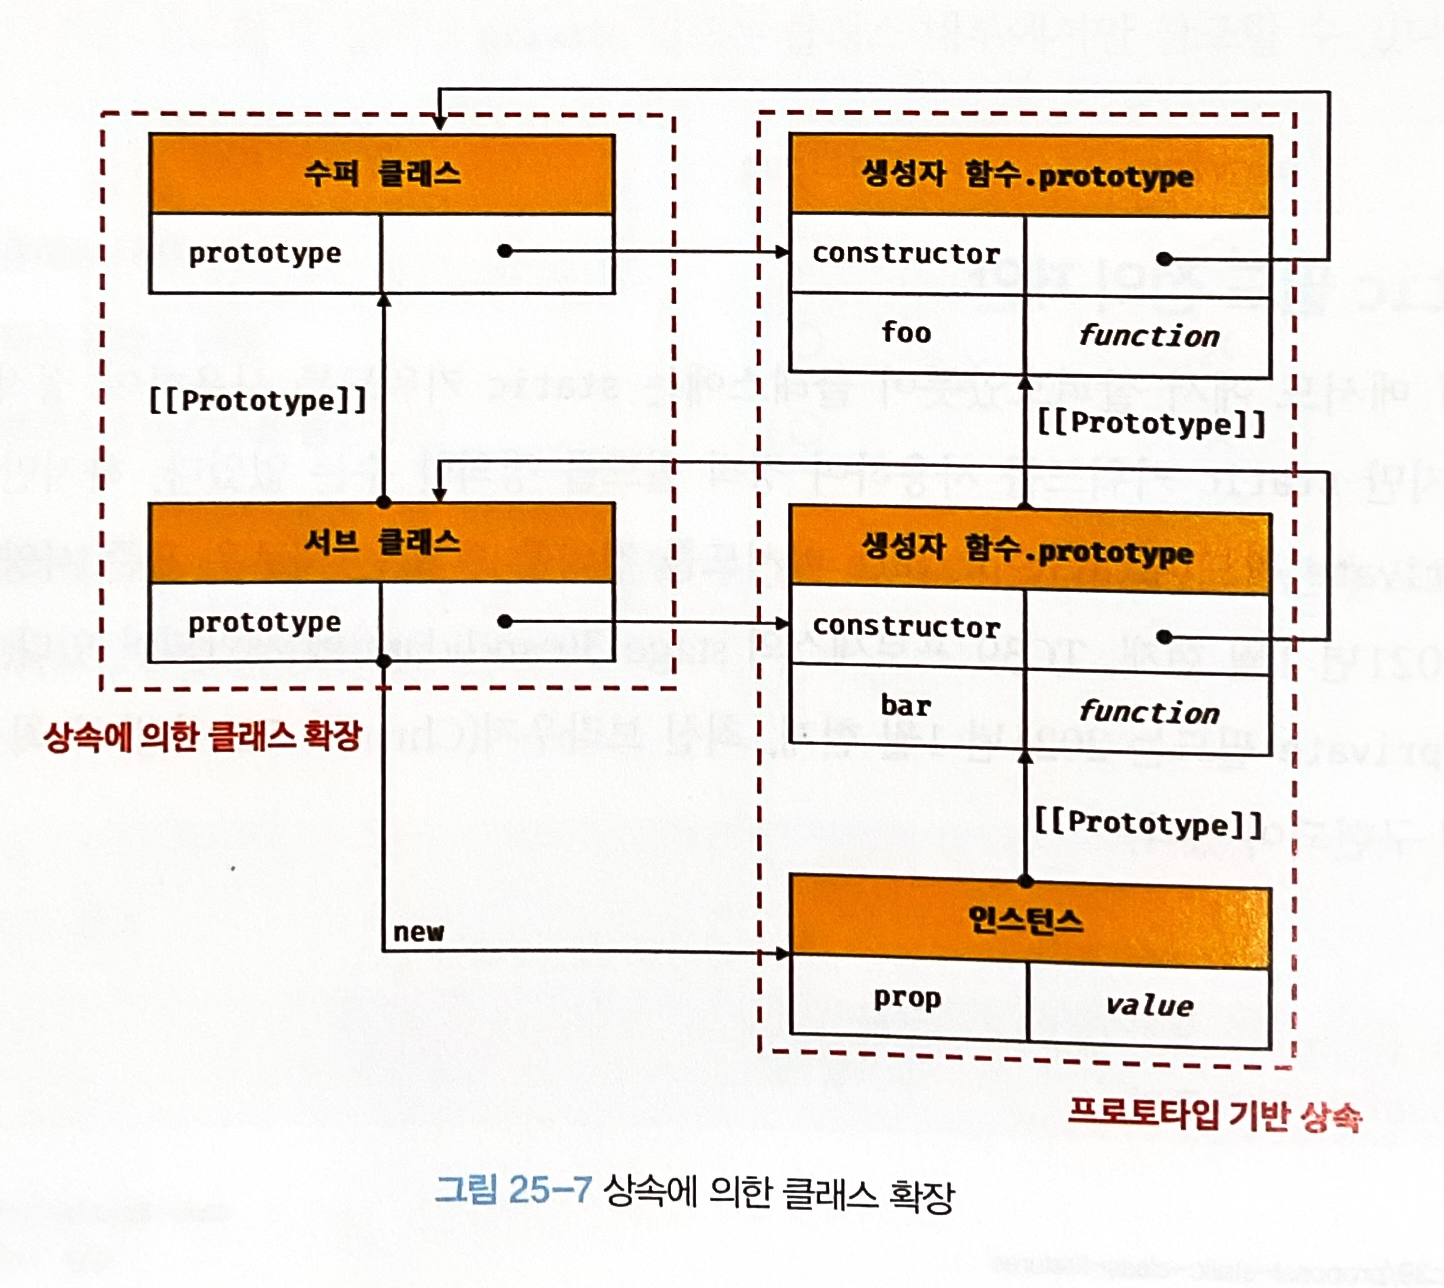 수퍼 클래스
prototype
생성자 함수.prototype
constructor
foo
function
[[Prototype]]
[[Prototype]]
서브 클래스
prototype
생성자 함수.prototype
constructor
bar
function
상속에 의한 클래스 확장
[[Prototype]]
new
인스턴스
prop
value
프로토타입 기반 상속
그림 25-7 상속에 의한 클래스 확장